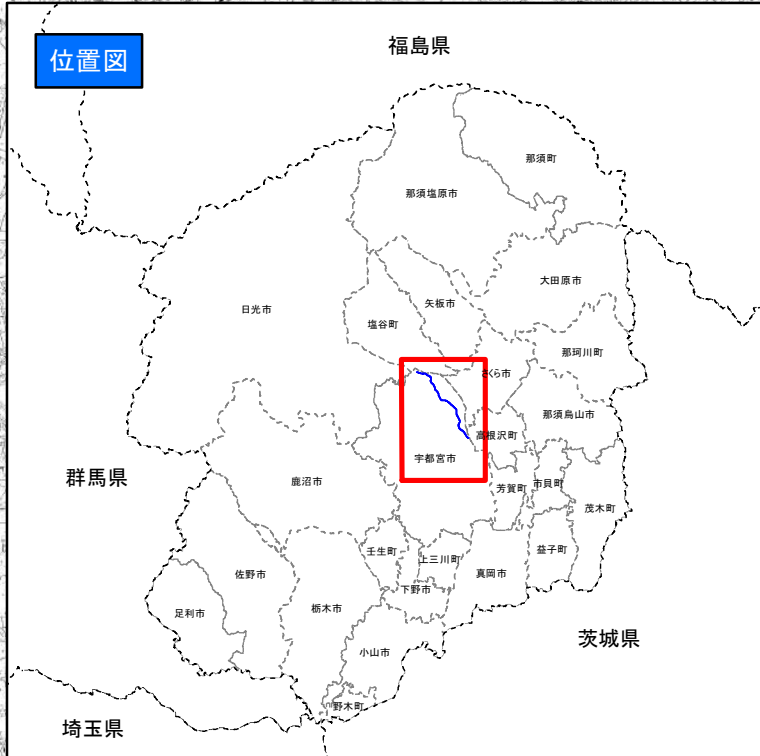 福島県
位置図
那須町
那須塩原市
大田原市
日光市
矢板市
塩谷町
那珂川町
さくら市
那須烏山市
高根沢町
宇都宮市
群馬県
鹿沼市
芳賀町
市貝町
茂木町
壬生町
上三川町
益子町
佐野市
真岡市
下野市
足利市
栃木市
茨城県
小山市
野木町
埼玉県